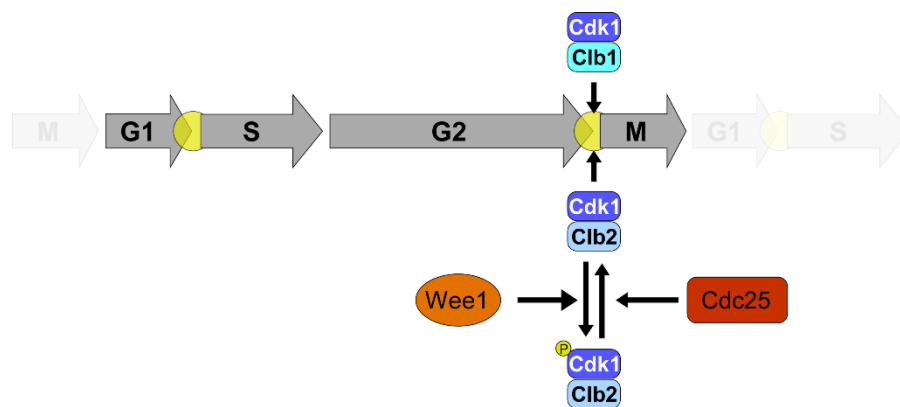 Cdk1
Clb1
M G1 S G2 M G1 S
Cdk1
Clb2
Wee1 Cdc25
P
Cdk1
Clb2